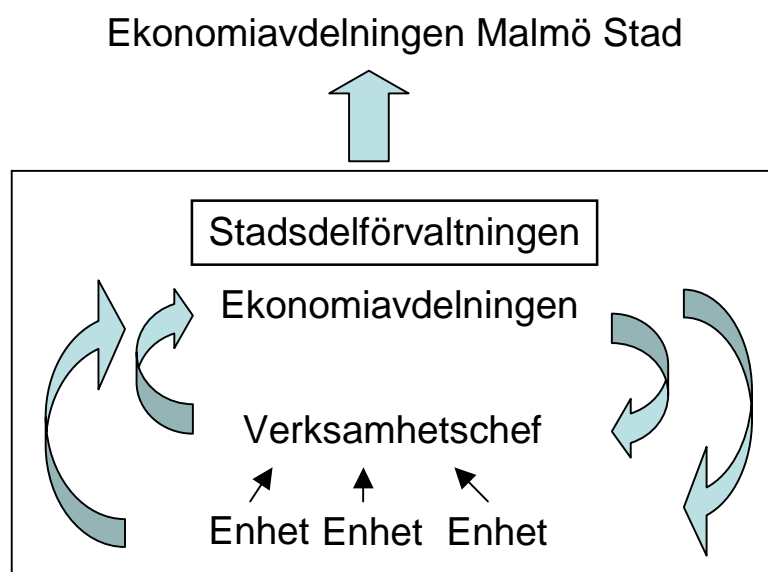 Ekonomiavdelningen Malmö Stad
Stadsdelförvaltningen
Ekonomiavdelningen
Verksamhetschef
Enhet Enhet Enhet